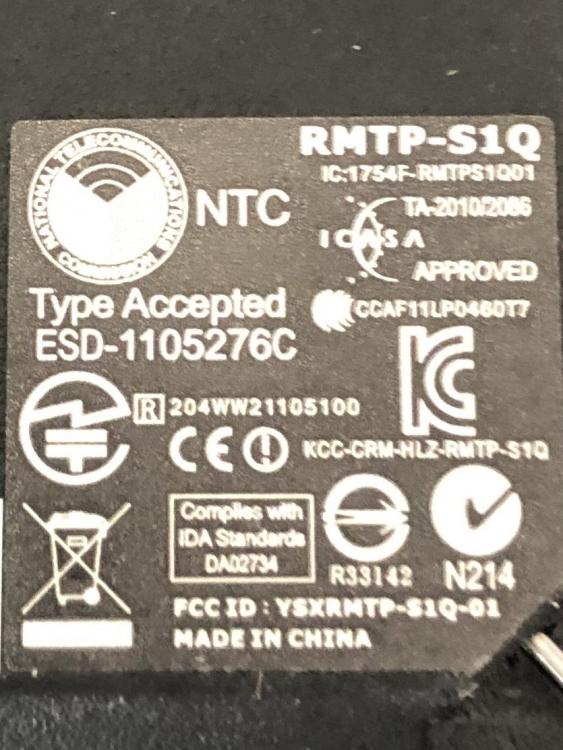 RMTP-S1Q
IC:1754F-RMTPS1Q01
NATIONAL TELECOMMUNICATIONS COMMISSION
NTC
TA-2010/2086
ICASA
APPROVED
Type Accepted
ESD-1105276C
CCAF11LP0460T7
R 204WW21105100
CE
KCC-CRM-HLZ-RMTP-S1Q
Complies with
IDA Standards
DA02734
R33142
N214
FCC ID : YSXRMTP-S1Q-01
MADE IN CHINA